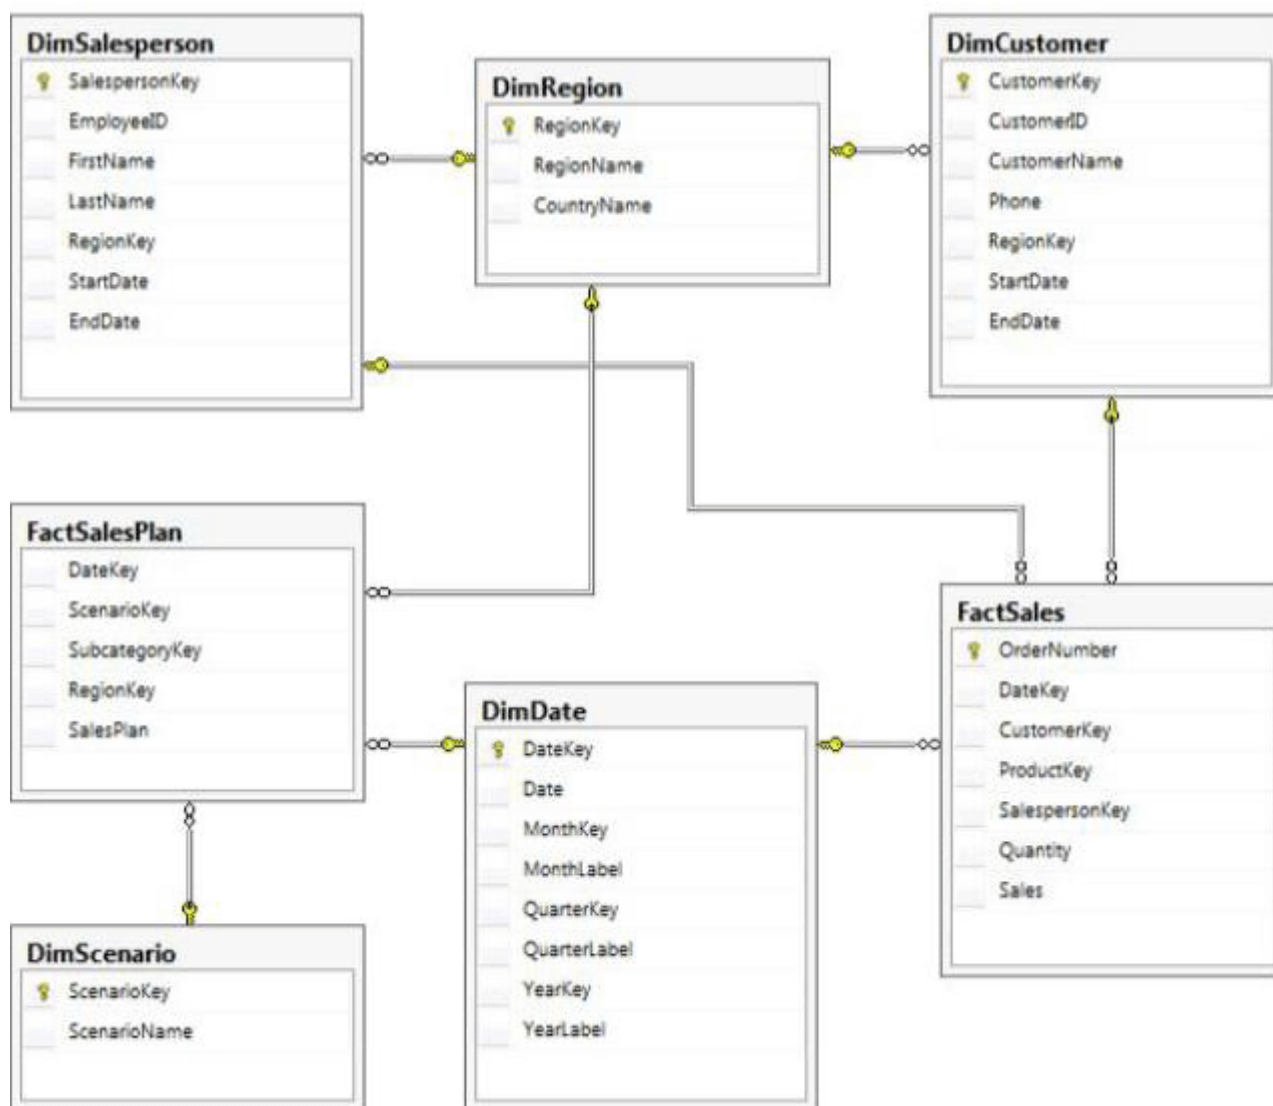 DimSalesperson
SalespersonKey
EmployeeID
FirstName
LastName
RegionKey
StartDate
EndDate
DimRegion
RegionKey
RegionName
CountryName
DimCustomer
CustomerKey
CustomerID
CustomerName
Phone
RegionKey
StartDate
EndDate
FactSalesPlan
DateKey
ScenarioKey
SubcategoryKey
RegionKey
SalesPlan
DimDate
DateKey
Date
MonthKey
MonthLabel
QuarterKey
QuarterLabel
YearKey
YearLabel
FactSales
OrderNumber
DateKey
CustomerKey
ProductKey
SalespersonKey
Quantity
Sales
DimScenario
ScenarioKey
ScenarioName